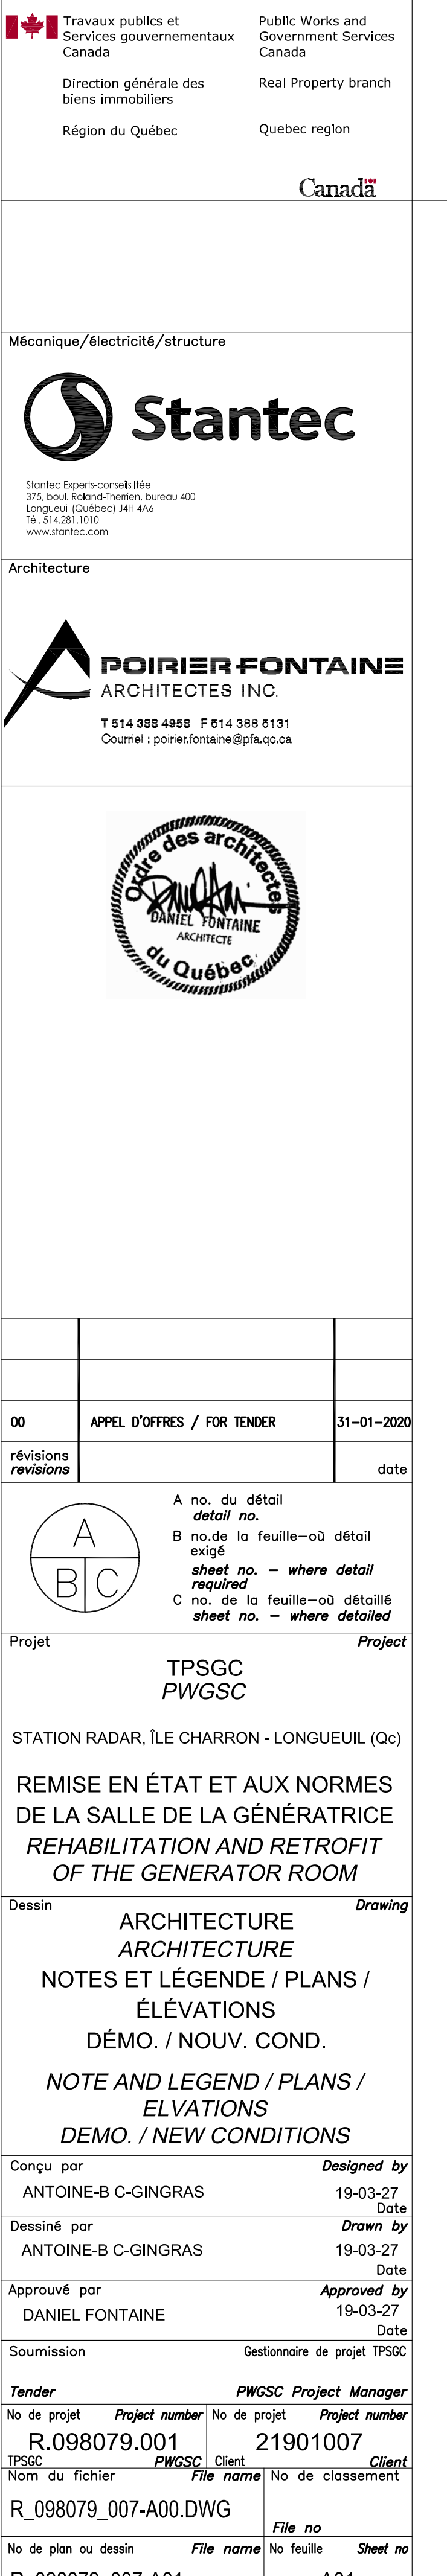 Travaux publics et
Services gouvernementaux
Canada
Direction générale des
biens immobiliers
Région du Québec
Public Works and
Government Services
Canada
Real Property branch
Quebec region
Canada
Mécanique/électricité/structure
Stantec
Stantec Experts-conseils ltée
375, boul. Roland-Therrien, bureau 400
Longueuil (Québec) J4H 4A6
Tél. 514.281.1010
www.stantec.com
Architecture
POIRIER-FONTAINE
ARCHITECTES INC.
T 514 388 4958 F 514 388 5131
Courriel : poirier.fontaine@pfa.qc.ca
Ordre des architectes
DANIEL FONTAINE
ARCHITECTE
du Québec
00 APPEL D'OFFRES / FOR TENDER 31-01-2020
révisions
revisions date
A
B C
A no. du détail
detail no.
B no.de la feuille-où détail
exigé
sheet no. - where detail
required
C no. de la feuille-où détaillé
sheet no. - where detailed
Projet Project
TPSGC
PWGSC
STATION RADAR, ÎLE CHARRON - LONGUEUIL (Qc)
REMISE EN ÉTAT ET AUX NORMES
DE LA SALLE DE LA GÉNÉRATRICE
REHABILITATION AND RETROFIT
OF THE GENERATOR ROOM
Dessin Drawing
ARCHITECTURE
ARCHITECTURE
NOTES ET LÉGENDE / PLANS /
ÉLÉVATIONS
DÉMO. / NOUV. COND.
NOTE AND LEGEND / PLANS /
ELVATIONS
DEMO. / NEW CONDITIONS
Conçu par Designed by
ANTOINE-B C-GINGRAS 19-03-27
Date
Dessiné par Drawn by
ANTOINE-B C-GINGRAS 19-03-27
Date
Approuvé par Approved by
DANIEL FONTAINE 19-03-27
Date
Soumission Gestionnaire de projet TPSGC
Tender PWGSC Project Manager
No de projet Project number No de projet Project number
R.098079.001 21901007
TPSGC PWGSC Client Client
Nom du fichier File name No de classement
R_098079_007-A00.DWG
File no
No de plan ou dessin File name No feuille Sheet no